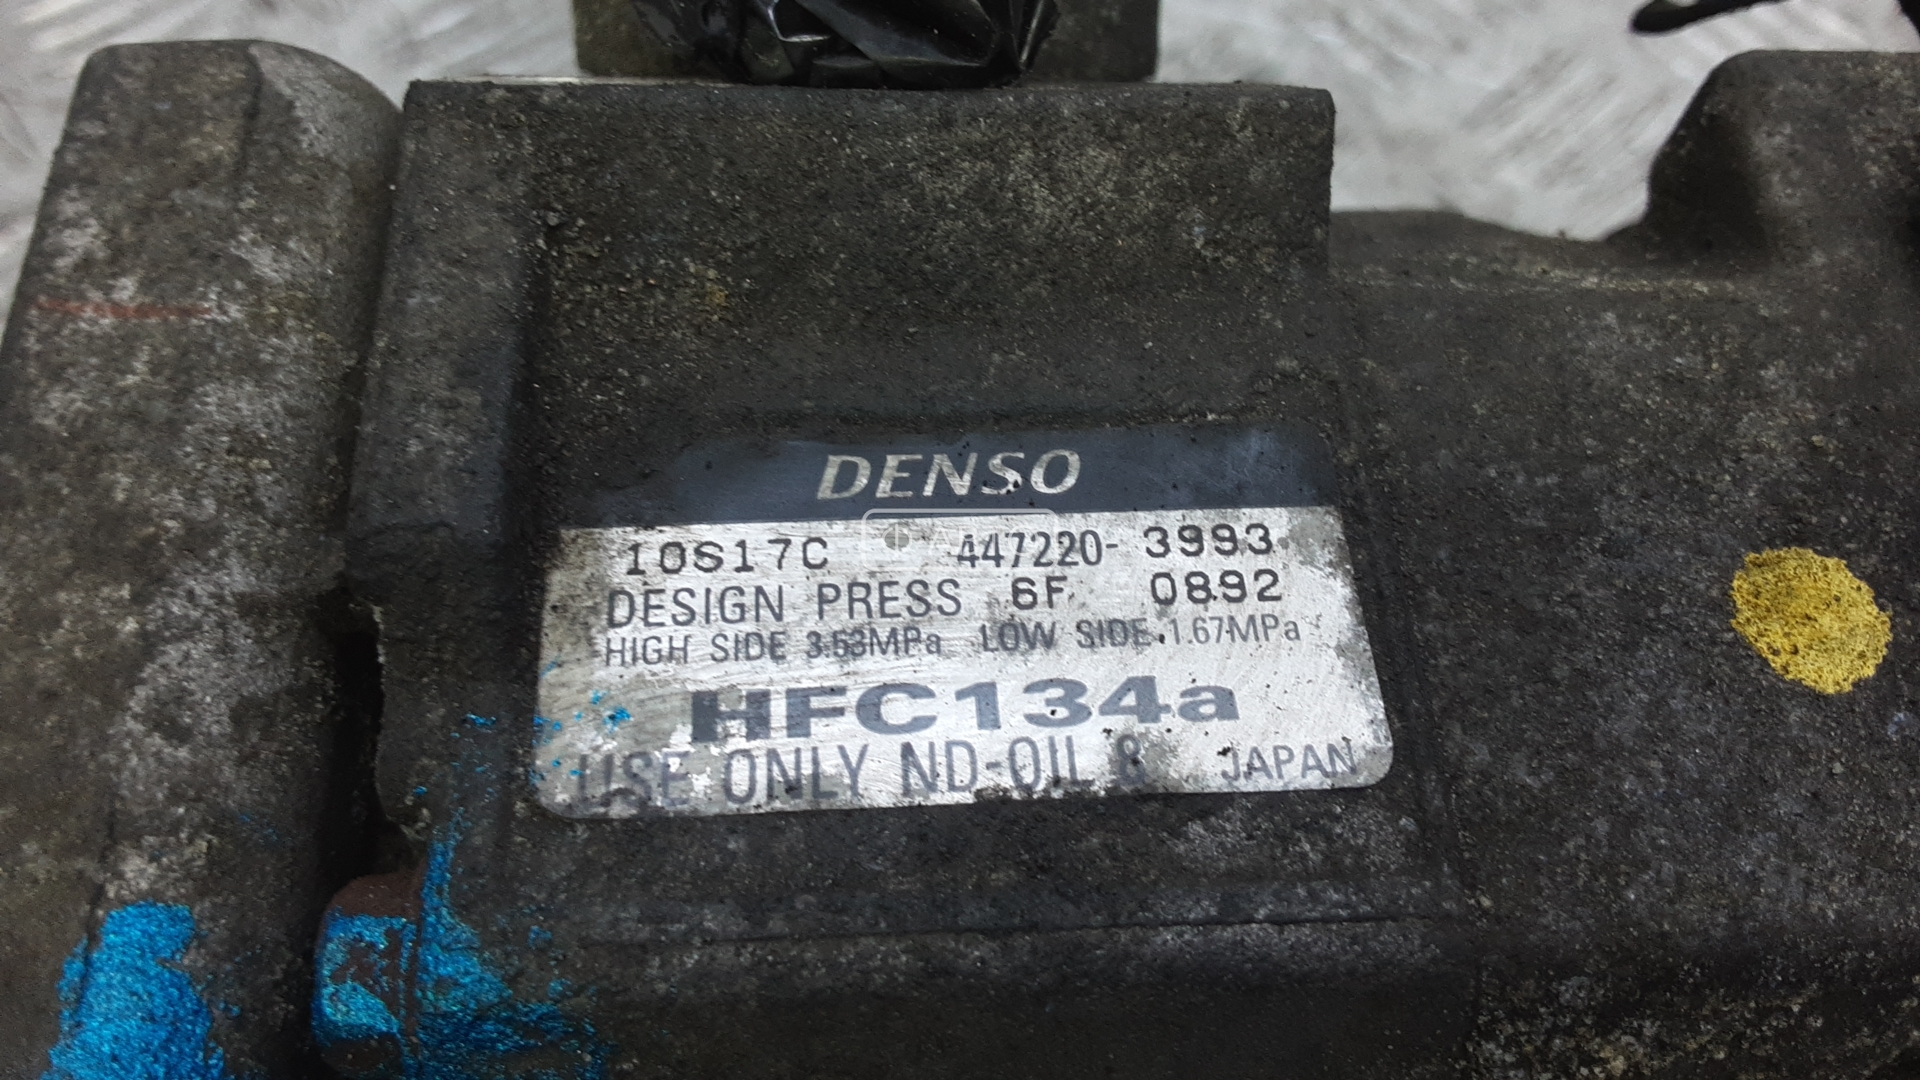 DENSO
10S17C 447220-3993
DESIGN PRESS 6F 0892
HIGH SIDE 3.53MPa LOW SIDE 1.67MPa
HFC134a
USE ONLY ND-OIL 8 JAPAN